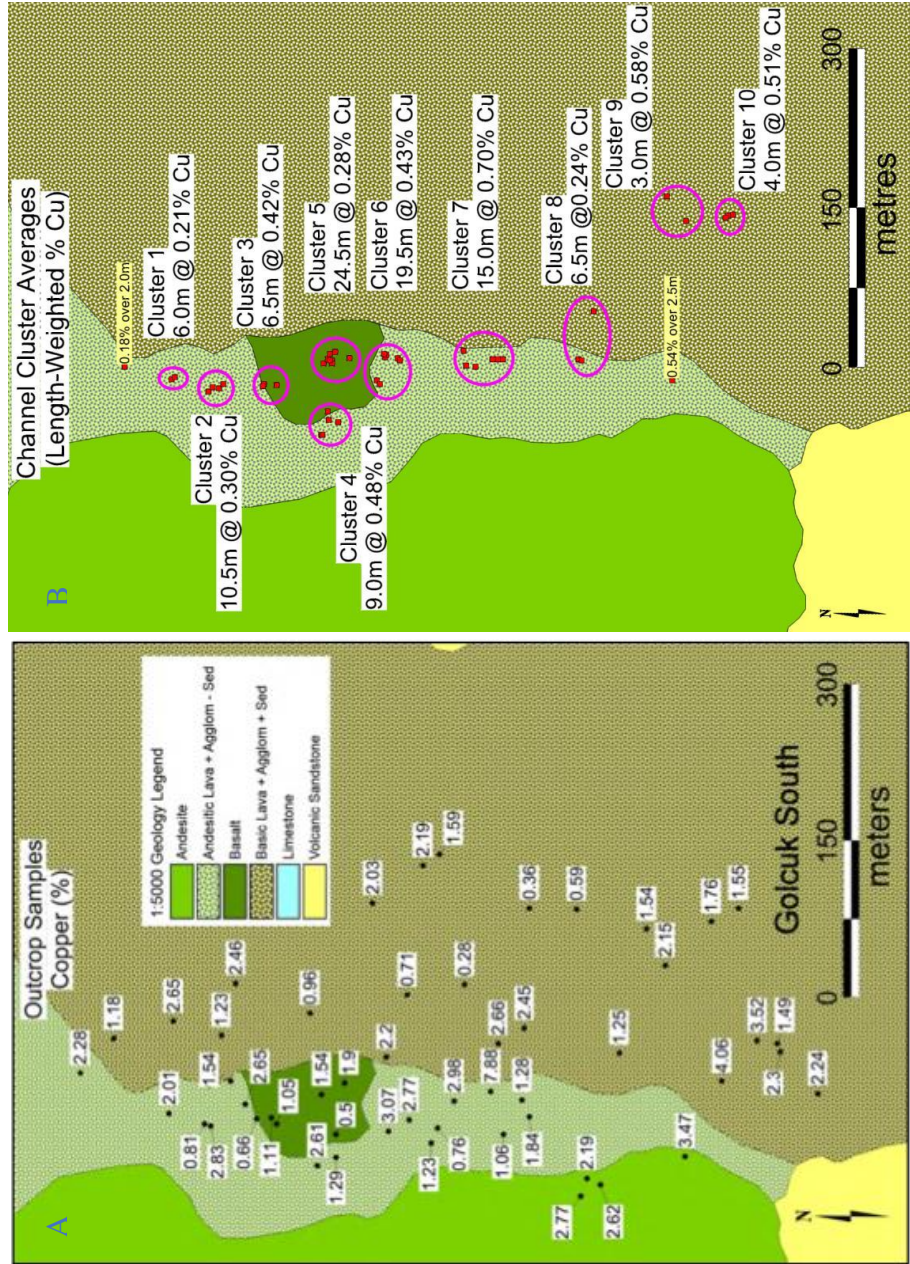 A
Outcrop Samples
Copper (%)
1:5000 Geology Legend
Andesite
Andesitic Lava + Agglom - Sed
Basalt
Basic Lava + Agglom + Sed
Limestone
Volcanic Sandstone
2.28
1.18
2.01
2.65
1.54
1.23
2.46
0.81
2.83
2.65
0.66
1.05
0.96
1.11
1.54
2.61
0.5
1.9
1.29
2.2
2.03
3.07
2.77
0.71
2.19
1.59
1.23
0.76
2.98
0.28
7.88
2.66
1.06
1.28
2.45
0.36
1.84
0.59
2.77
2.19
2.62
1.25
1.54
2.15
3.47
4.06
1.76
1.55
3.52
1.49
2.3
2.24
Golcuk South
N
0
150
300
meters
B
Channel Cluster Averages
(Length-Weighted % Cu)
0.18% over 2.0m
Cluster 1
6.0m @ 0.21% Cu
Cluster 2
10.5m @ 0.30% Cu
Cluster 3
6.5m @ 0.42% Cu
Cluster 4
9.0m @ 0.48% Cu
Cluster 5
24.5m @ 0.28% Cu
Cluster 6
19.5m @ 0.43% Cu
Cluster 7
15.0m @ 0.70% Cu
Cluster 8
6.5m @0.24% Cu
Cluster 9
3.0m @ 0.58% Cu
0.54% over 2.5m
Cluster 10
4.0m @ 0.51% Cu
N
0
150
300
metres